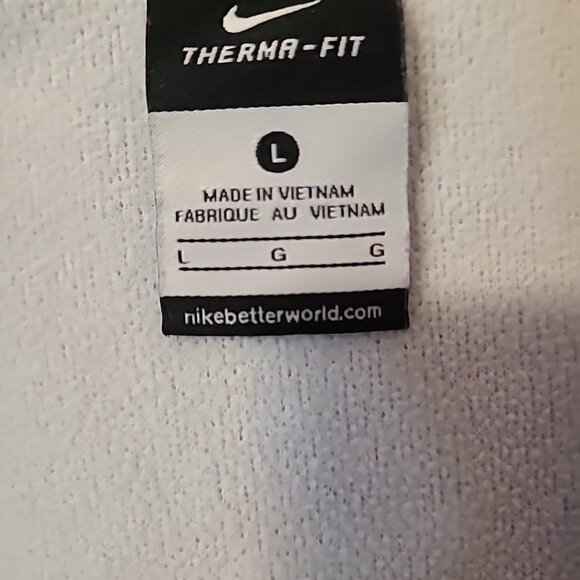 THERMA-FIT
L
MADE IN VIETNAM
FABRIQUE AU VIETNAM
L G G
nikebetterworld.com